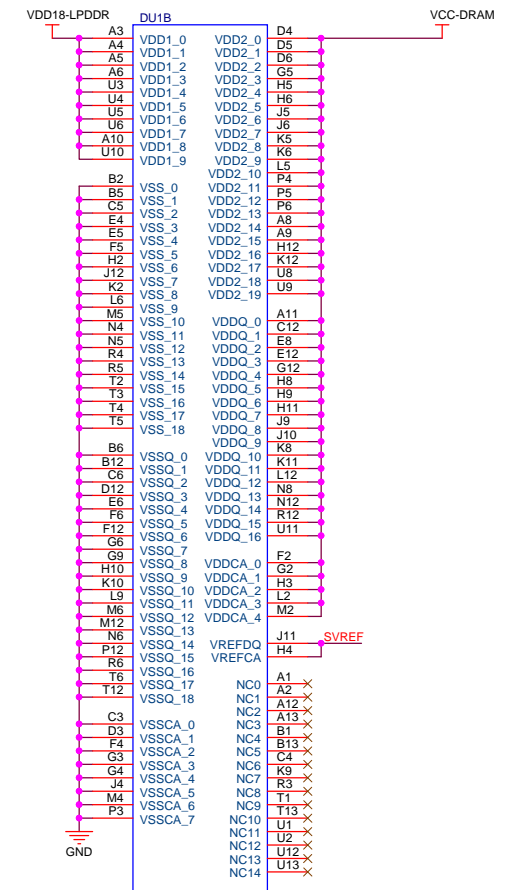 VDD18-LPDDR VCC-DRAM
DU1B
A3 VDD1_0 VDD2_0 D4
A4 VDD1_1 VDD2_1 D5
A5 VDD1_2 VDD2_2 D6
A6 VDD1_3 VDD2_3 G5
U3 VDD1_4 VDD2_4 H5
U4 VDD1_5 VDD2_5 H6
U5 VDD1_6 VDD2_6 J5
U6 VDD1_7 VDD2_7 J6
A10 VDD1_8 VDD2_8 K5
U10 VDD1_9 VDD2_9 K6
VDD2_10 L5
B2 VSS_0 VDD2_11 P4
B5 VSS_1 VDD2_12 P5
C5 VSS_2 VDD2_13 P6
E4 VSS_3 VDD2_14 A8
E5 VSS_4 VDD2_15 A9
F5 VSS_5 VDD2_16 H12
H2 VSS_6 VDD2_17 K12
J12 VSS_7 VDD2_18 U8
K2 VSS_8 VDD2_19 U9
L6 VSS_9
M5 VSS_10 VDDQ_0 A11
N4 VSS_11 VDDQ_1 C12
N5 VSS_12 VDDQ_2 E8
R4 VSS_13 VDDQ_3 E12
R5 VSS_14 VDDQ_4 G12
T2 VSS_15 VDDQ_5 H8
T3 VSS_16 VDDQ_6 H9
T4 VSS_17 VDDQ_7 H11
T5 VSS_18 VDDQ_8 J9
VDDQ_9 J10
B6 VSSQ_0 VDDQ_10 K8
B12 VSSQ_1 VDDQ_11 K11
C6 VSSQ_2 VDDQ_12 L12
D12 VSSQ_3 VDDQ_13 N8
E6 VSSQ_4 VDDQ_14 N12
F6 VSSQ_5 VDDQ_15 R12
F12 VSSQ_6 VDDQ_16 U11
G6 VSSQ_7
G9 VSSQ_8 VDDCA_0 F2
H10 VSSQ_9 VDDCA_1 G2
K10 VSSQ_10 VDDCA_2 H3
L9 VSSQ_11 VDDCA_3 L2
M6 VSSQ_12 VDDCA_4 M2
M12 VSSQ_13
N6 VSSQ_14 VREFDQ J11 SVREF
P12 VSSQ_15 VREFCA H4
R6 VSSQ_16
T6 VSSQ_17 NC0 A1
T12 VSSQ_18 NC1 A2
NC2 A12
C3 VSSCA_0 NC3 A13
D3 VSSCA_1 NC4 B1
F4 VSSCA_2 NC5 B13
G3 VSSCA_3 NC6 C4
G4 VSSCA_4 NC7 K9
J4 VSSCA_5 NC8 R3
M4 VSSCA_6 NC9 T1
P3 VSSCA_7 NC10 T13
NC11 U1
GND NC12 U2
NC13 U12
NC14 U13